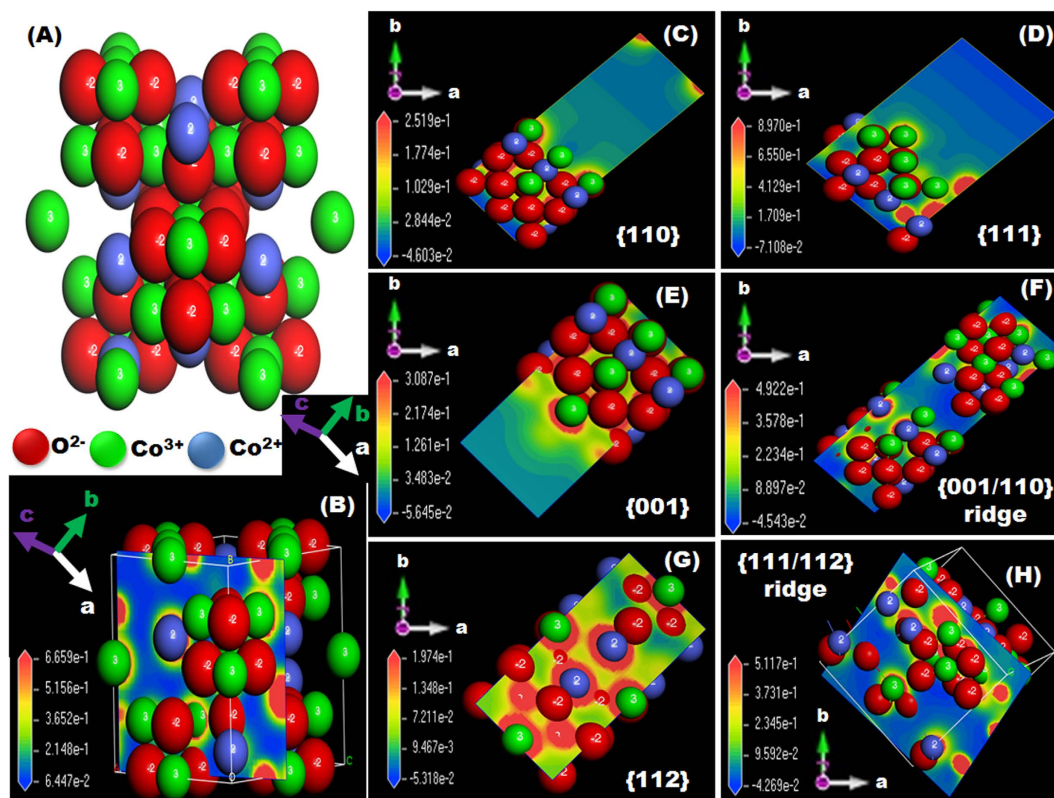 (A)
O2- Co3+ Co2+
c
b
a
(B)
c
b
a
6.659e-1
5.156e-1
3.652e-1
2.148e-1
6.447e-2
(C)
b
a
2.519e-1
1.774e-1
1.029e-1
2.844e-2
-4.603e-2
{110}
(D)
b
a
8.970e-1
6.550e-1
4.129e-1
1.709e-1
-7.108e-2
{111}
(E)
b
a
3.087e-1
2.174e-1
1.261e-1
3.483e-2
-5.645e-2
{001}
(F)
b
a
4.922e-1
3.578e-1
2.234e-1
8.897e-2
-4.543e-2
{001/110}
ridge
(G)
b
a
1.974e-1
1.348e-1
7.211e-2
9.467e-3
-5.318e-2
{112}
{111/112}
ridge
(H)
5.117e-1
3.731e-1
2.345e-1
9.592e-2
-4.269e-2
b
a